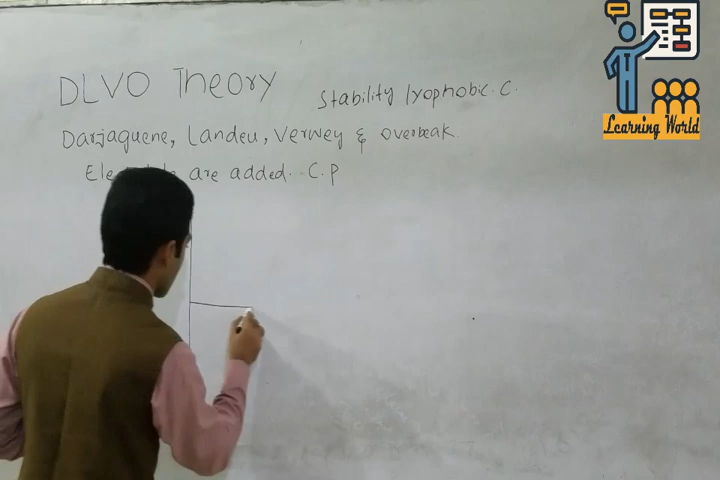 DLVO Theory
Stability lyophobic. C.
Darjaquene, Landeu, Verwey & overbeak.
are added... C.P
Learning World